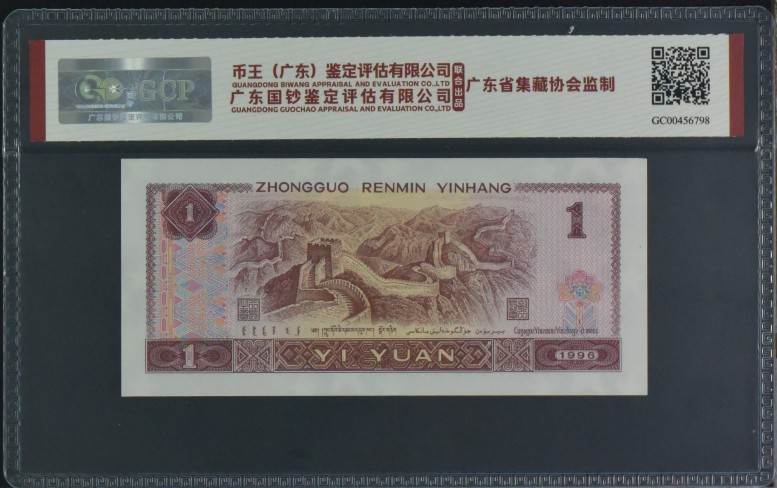 GCP
币王（广东）鉴定评估有限公司
GUANGDONG BIWANG APPRAISAL AND EVALUATION CO.,LTD
广东国钞鉴定评估有限公司
GUANGDONG GUOCHAO APPRAISAL AND EVALUATION CO.,LTD
联合出品
广东省集藏协会监制
GC00456798
ZHONGGUO RENMIN YINHANG
1
1
1
YI YUAN
1996